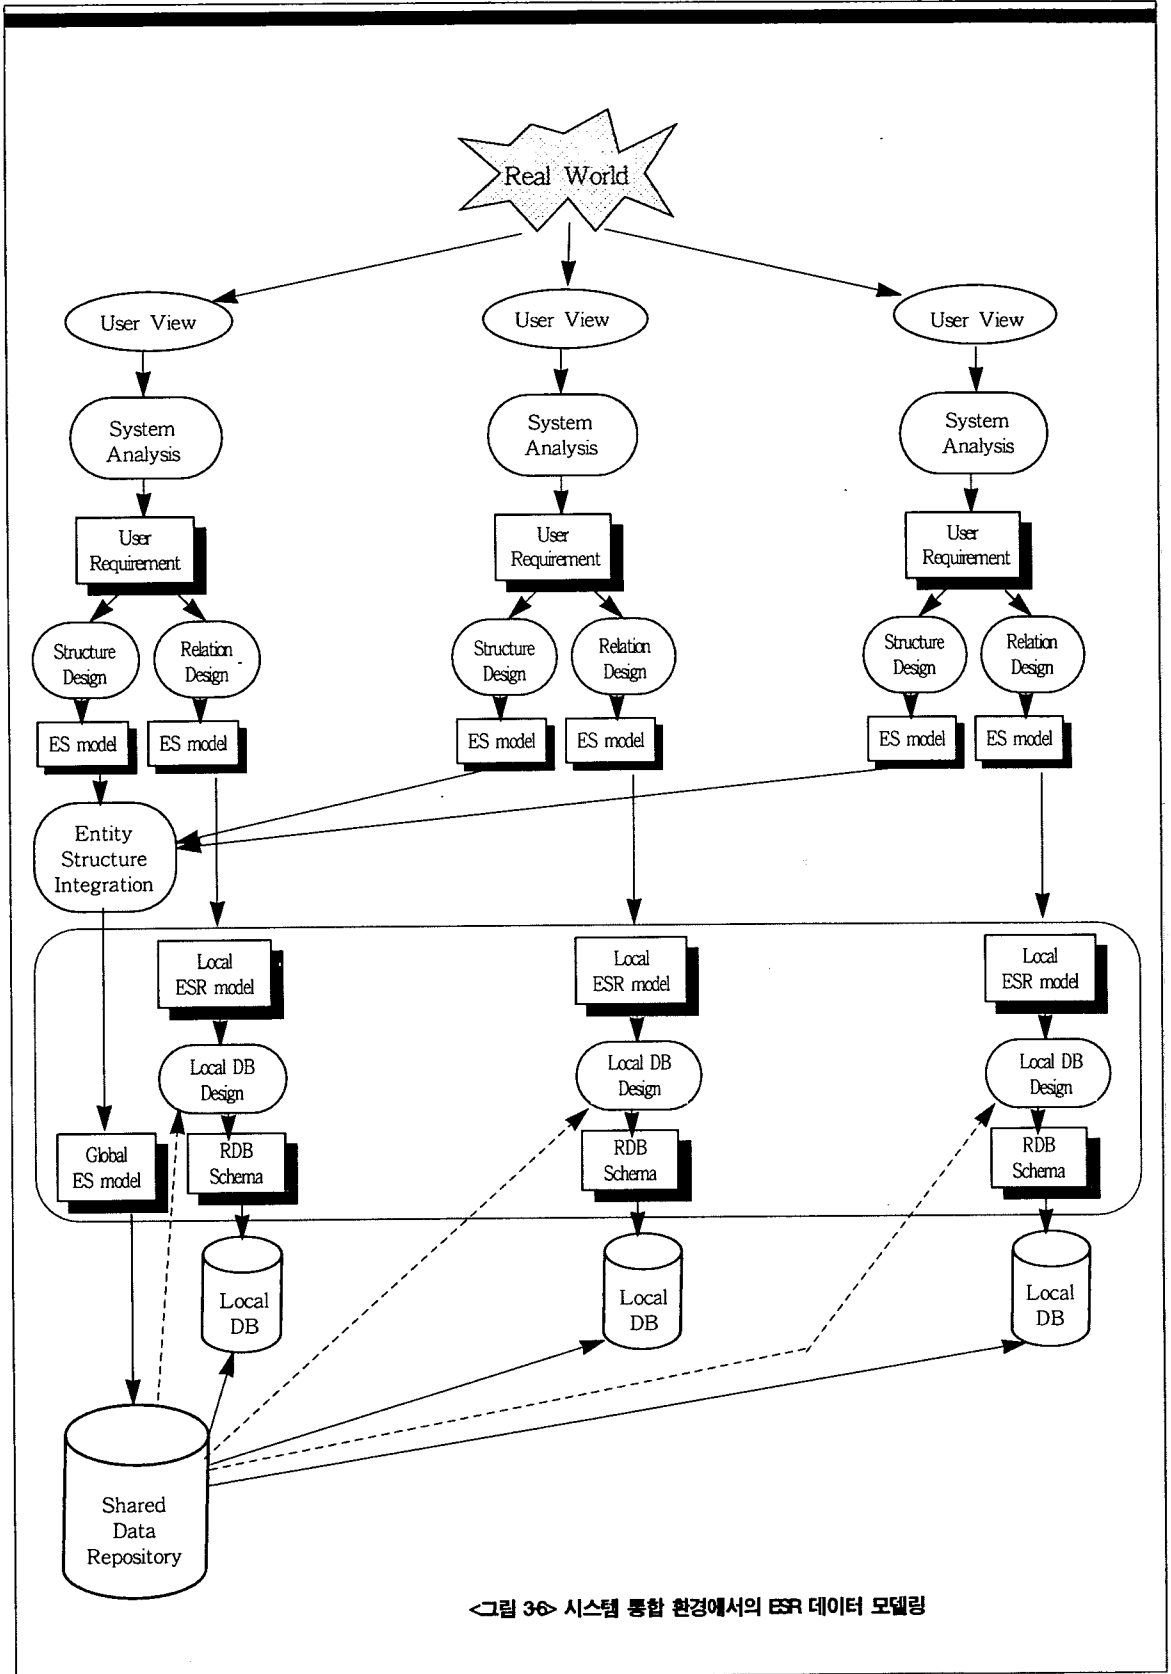 Real World
User View
User View
User View
System
Analysis
System
Analysis
System
Analysis
User
Requirement
User
Requirement
User
Requirement
Structure
Design
Relation
Design
Structure
Design
Relation
Design
Structure
Design
Relation
Design
ES model
ES model
ES model
ES model
ES model
ES model
Entity
Structure
Integration
Local
ESR model
Local
ESR model
Local
ESR model
Local DB
Design
Local DB
Design
Local DB
Design
Global
ES model
RDB
Schema
RDB
Schema
RDB
Schema
Local
DB
Local
DB
Local
DB
Shared
Data
Repository
<그림 3-6> 시스템 통합 환경에서의 ESR 데이터 모델링